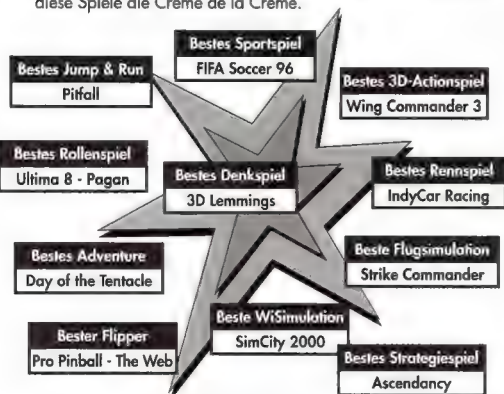 diese Spiele die Crème de la Crème.
Bestes Sportspiel
FIFA Soccer 96
Bestes Jump & Run
Pitfall
Bestes 3D-Actionspiel
Wing Commander 3
Bestes Rollenspiel
Ultima 8 - Pagan
Bestes Denkspiel
3D Lemmings
Bestes Rennspiel
IndyCar Racing
Bestes Adventure
Day of the Tentacle
Beste Flugsimulation
Strike Commander
Bester Flipper
Pro Pinball - The Web
Beste WiSimulation
SimCity 2000
Bestes Strategiespiel
Ascendancy